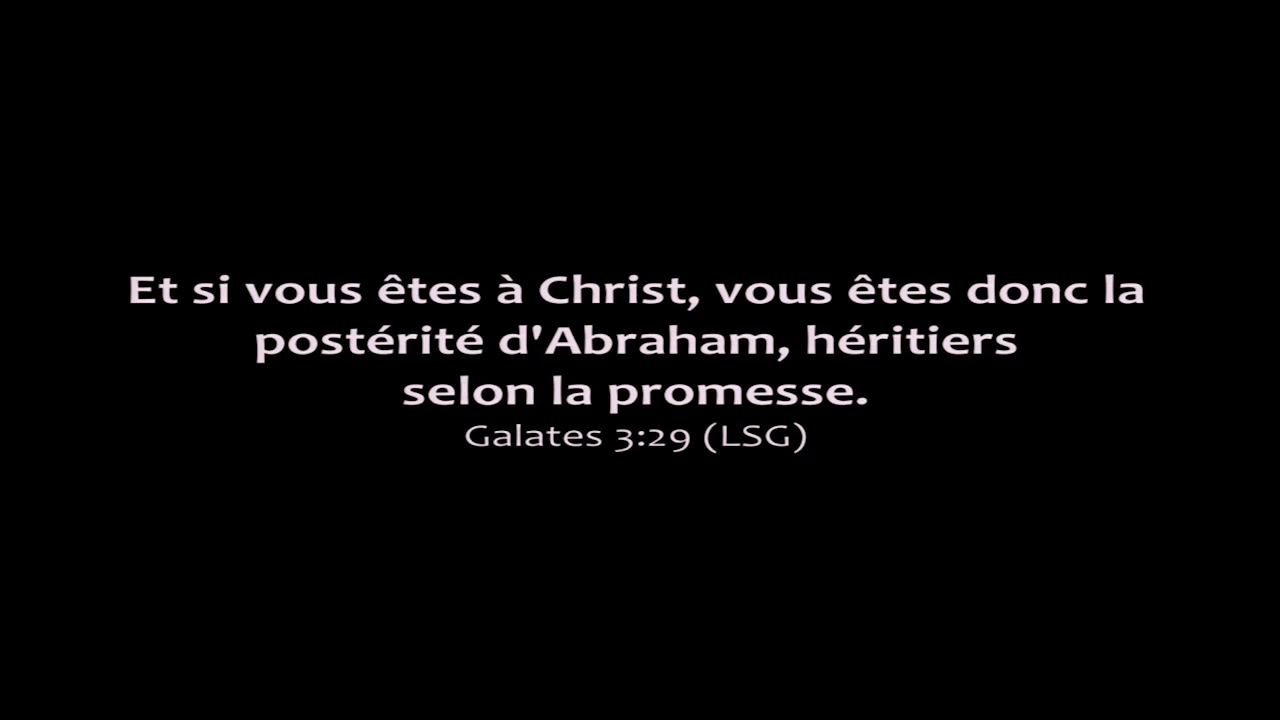 Et si vous êtes à Christ, vous êtes donc la
postérité d'Abraham, héritiers
selon la promesse.
Galates 3:29 (LSG)